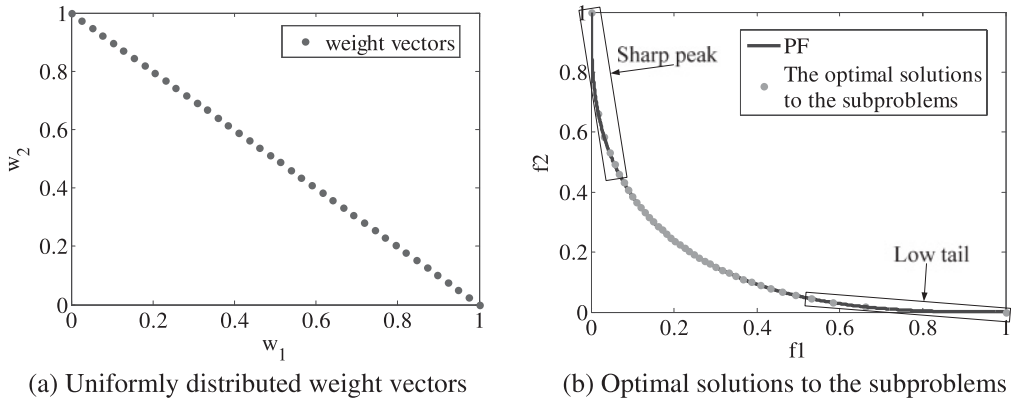 1
0.8
0.6
0.4
0.2
0
0 0.2 0.4 0.6 0.8 1
w2
w1
weight vectors
(a) Uniformly distributed weight vectors
1
0.8
0.6
0.4
0.2
0
0 0.2 0.4 0.6 0.8 1
f2
f1
Sharp peak
PF
The optimal solutions
to the subproblems
Low tail
(b) Optimal solutions to the subproblems